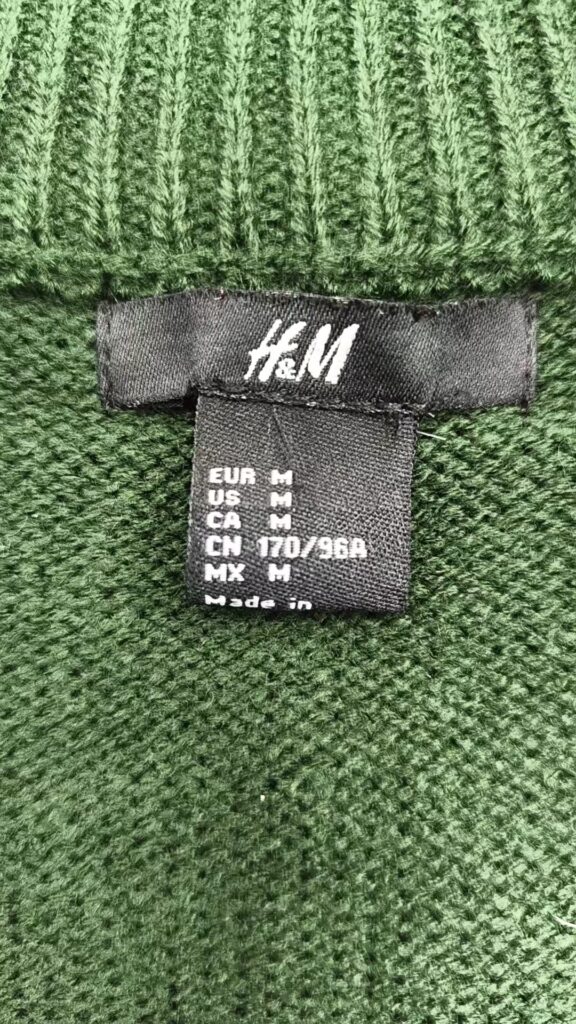 H&M
EUR M
US M
CA M
CN 170/96A
MX M
Made in